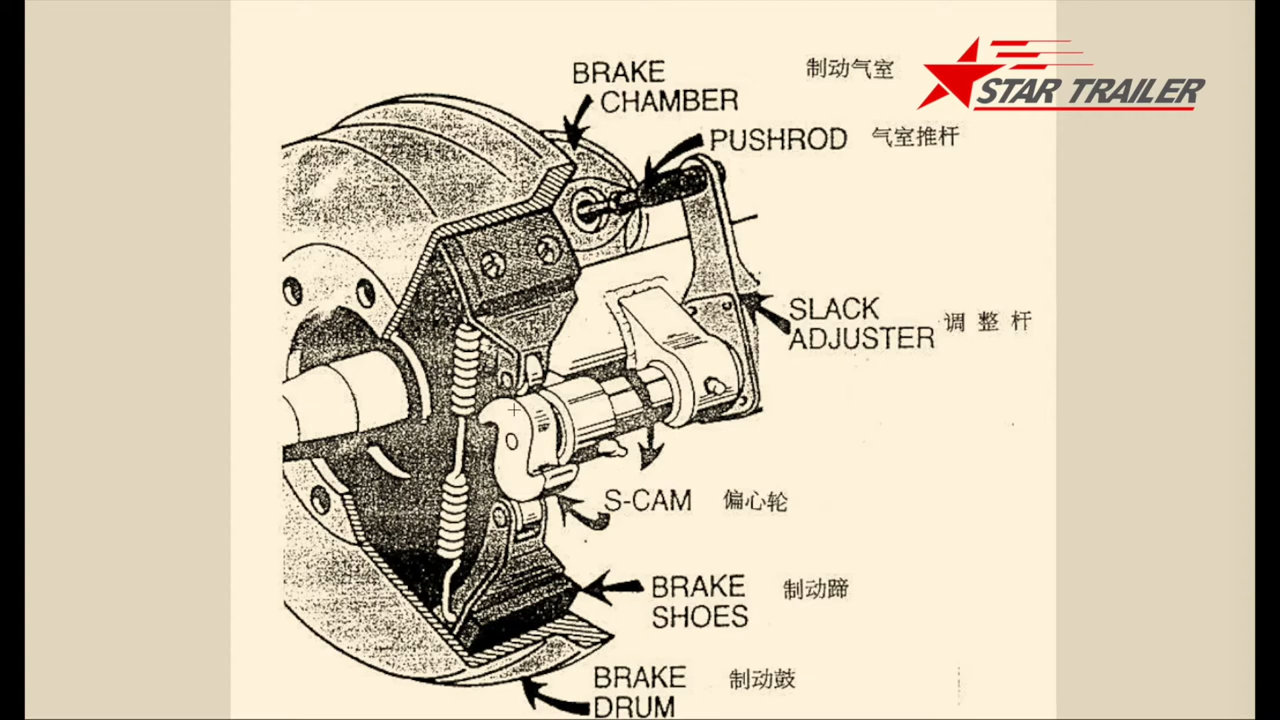 BRAKE
CHAMBER
制动气室
STAR TRAILER
PUSHROD
气室推杆
SLACK
ADJUSTER
调整杆
S-CAM
偏心轮
BRAKE
SHOES
制动蹄
BRAKE
DRUM
制动鼓